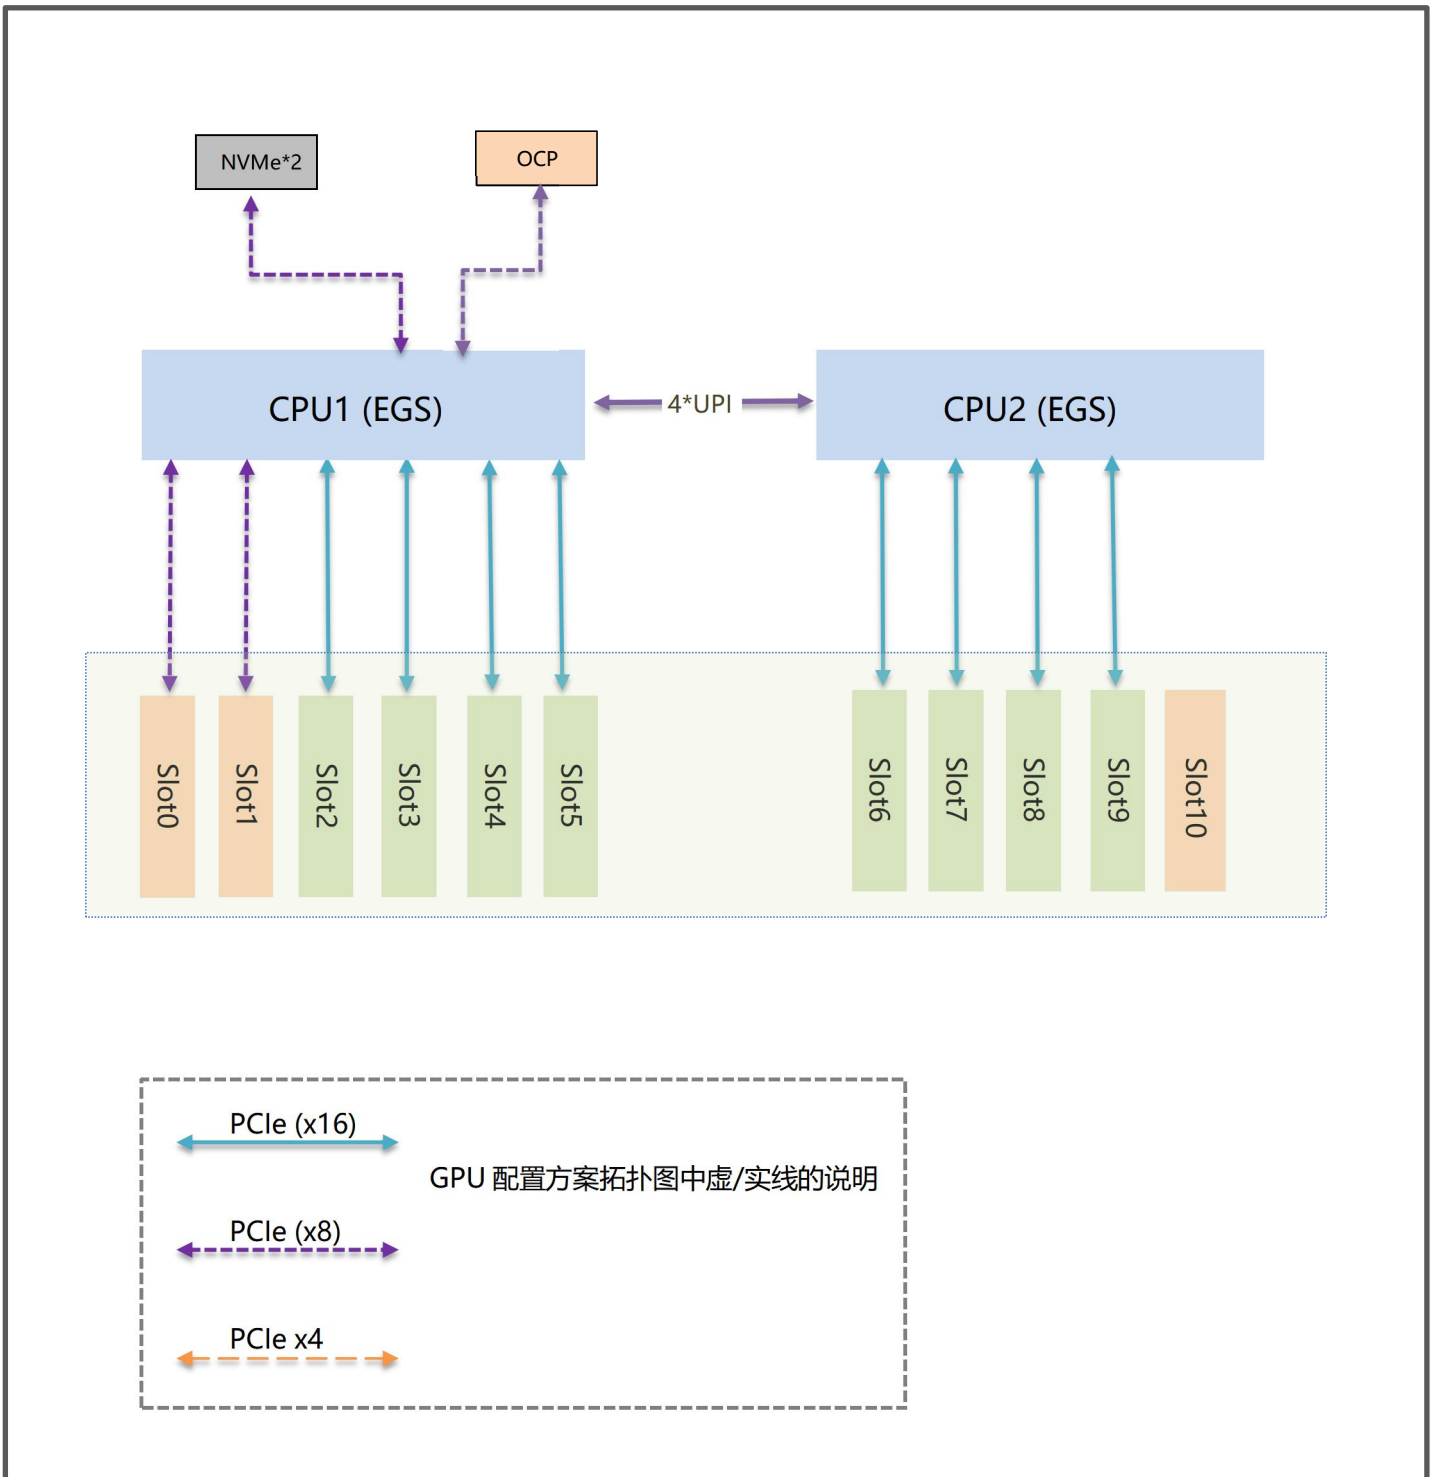 NVMe*2
OCP
CPU1 (EGS)
4*UPI
CPU2 (EGS)
Slot0
Slot1
Slot2
Slot3
Slot4
Slot5
Slot6
Slot7
Slot8
Slot9
Slot10
PCIe (x16)
GPU 配置方案拓扑图中虚/实线的说明
PCIe (x8)
PCIe x4